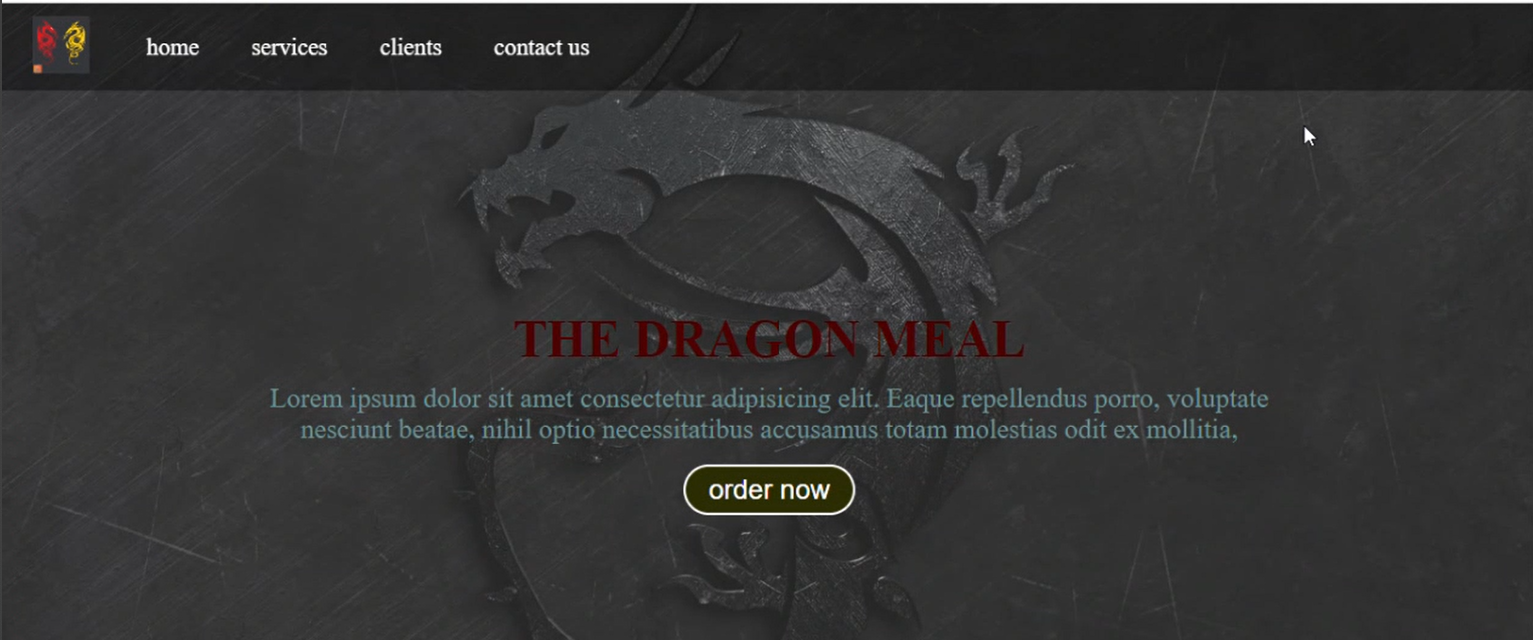 home services clients contact us
THE DRAGON MEAL
Lorem ipsum dolor sit amet consectetur adipisicing elit. Eaque repellendus porro, voluptate
nesciunt beatae, nihil optio necessitatibus accusamus totam molestias odit ex mollitia,
order now